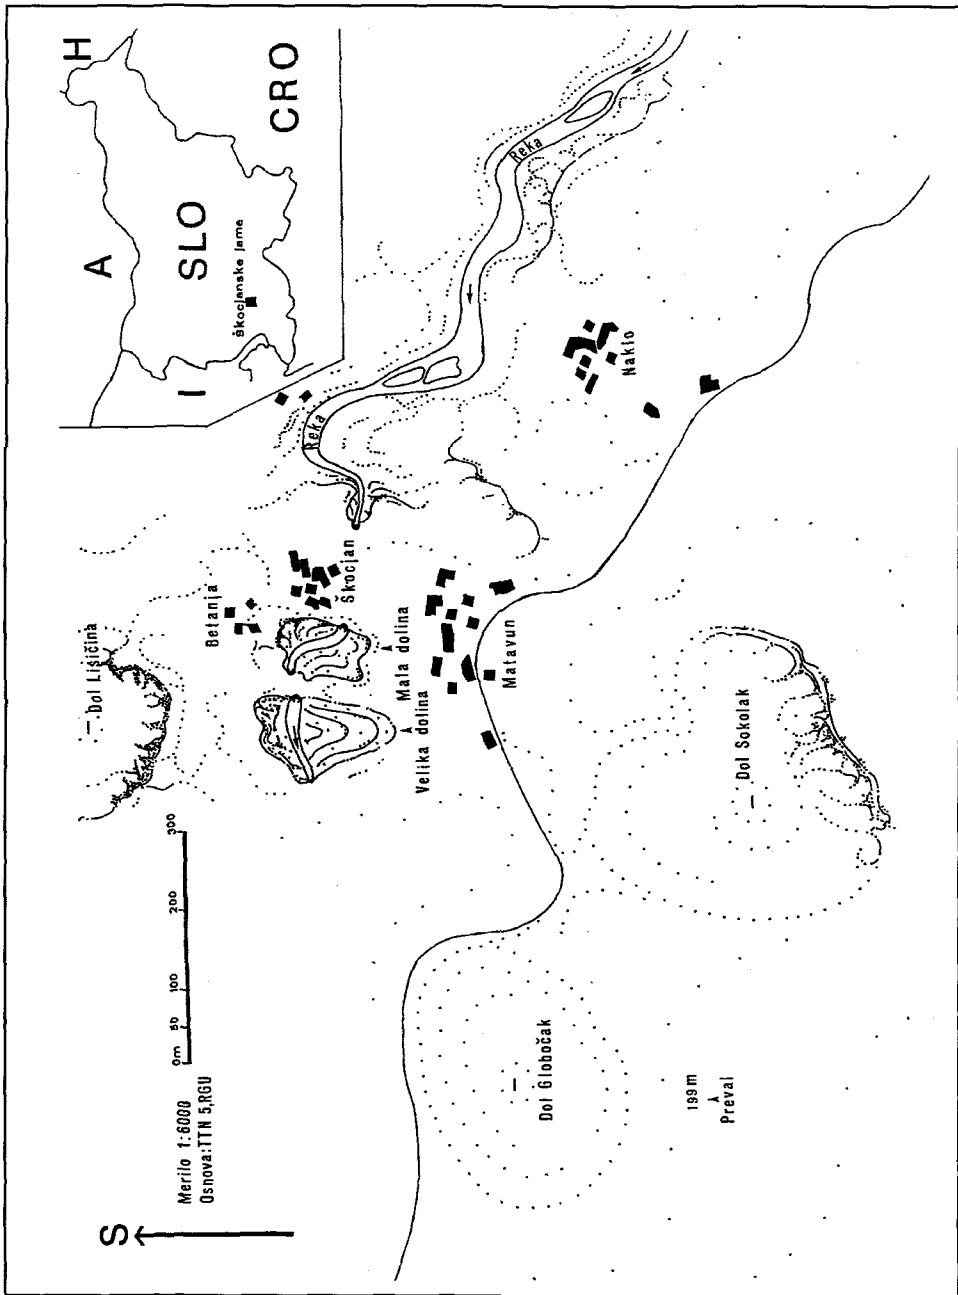 S
Merilo 1:6000
Osnova:TTN 5,RGU
0m 50 100 200 300
Dol Lisičina
Betanja
Škocjan
Velika dolina
Mala dolina
Matavun
Reka
Reka
Naklo
Dol Sokolak
Dol Globočak
199m
Preval
A
H
I
SLO
CRO
Škocjanske jame